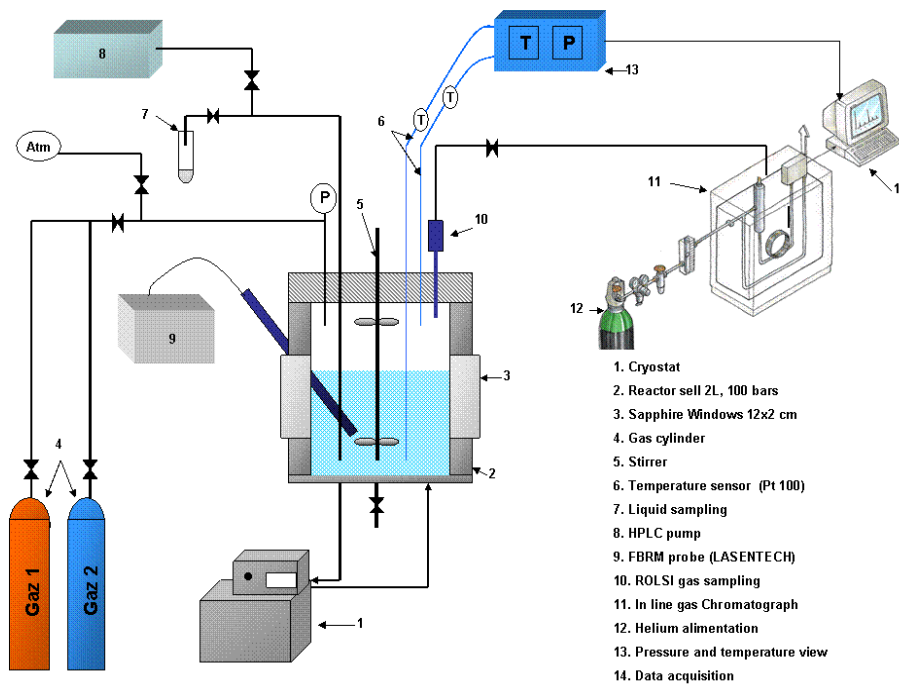 8
T P
13
7
6
T
T
Atm
P
5
10
11
1
12
9
3
4
2
Gaz 1
Gaz 2
1
1. Cryostat
2. Reactor sell 2L, 100 bars
3. Sapphire Windows 12x2 cm
4. Gas cylinder
5. Stirrer
6. Temperature sensor (Pt 100)
7. Liquid sampling
8. HPLC pump
9. FBRM probe (LASENTECH)
10. ROLSI gas sampling
11. In line gas Chromatograph
12. Helium alimentation
13. Pressure and temperature view
14. Data acquisition